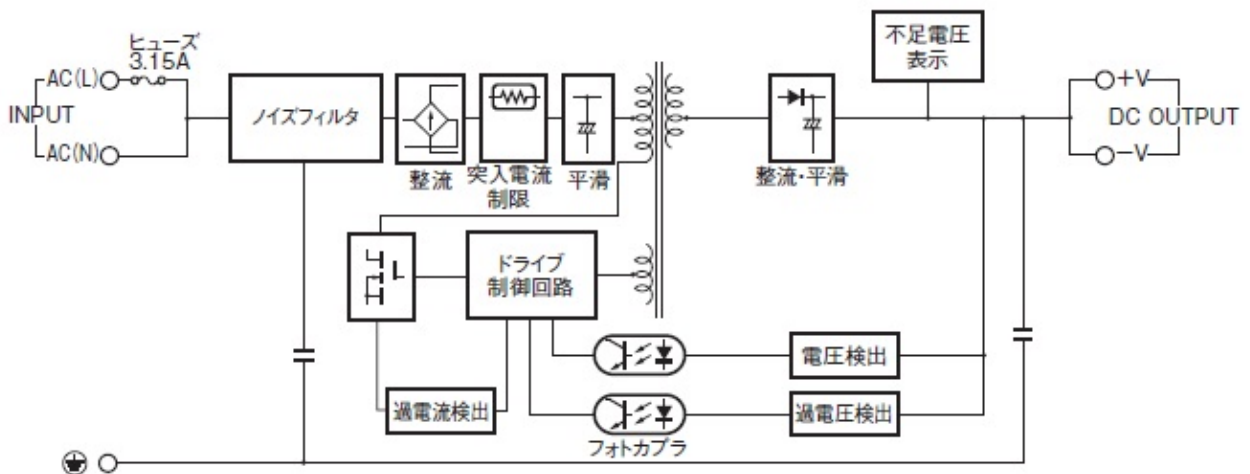 ヒューズ
3.15A
AC(L)
INPUT
AC(N)
ノイズフィルタ
整流
突入電流
制限
平滑
整流・平滑
不足電圧
表示
+V
DC OUTPUT
−V
ドライブ
制御回路
過電流検出
電圧検出
過電圧検出
フォトカプラ